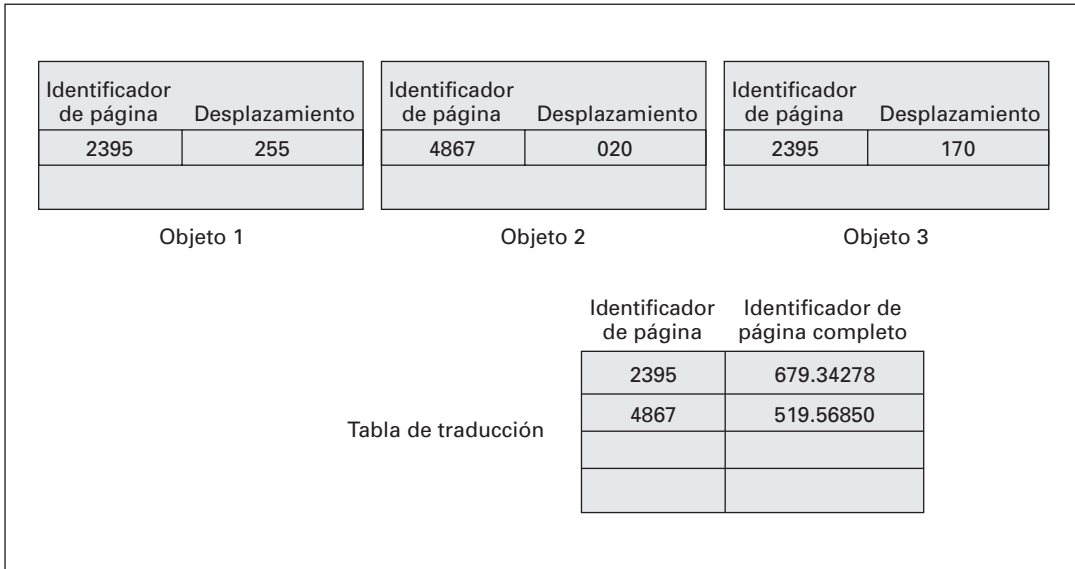 Identificador
de página Desplazamiento
2395 255
Objeto 1
Identificador
de página Desplazamiento
4867 020
Objeto 2
Identificador
de página Desplazamiento
2395 170
Objeto 3
Tabla de traducción
Identificador
de página
Identificador de
página completo
2395 679.34278
4867 519.56850